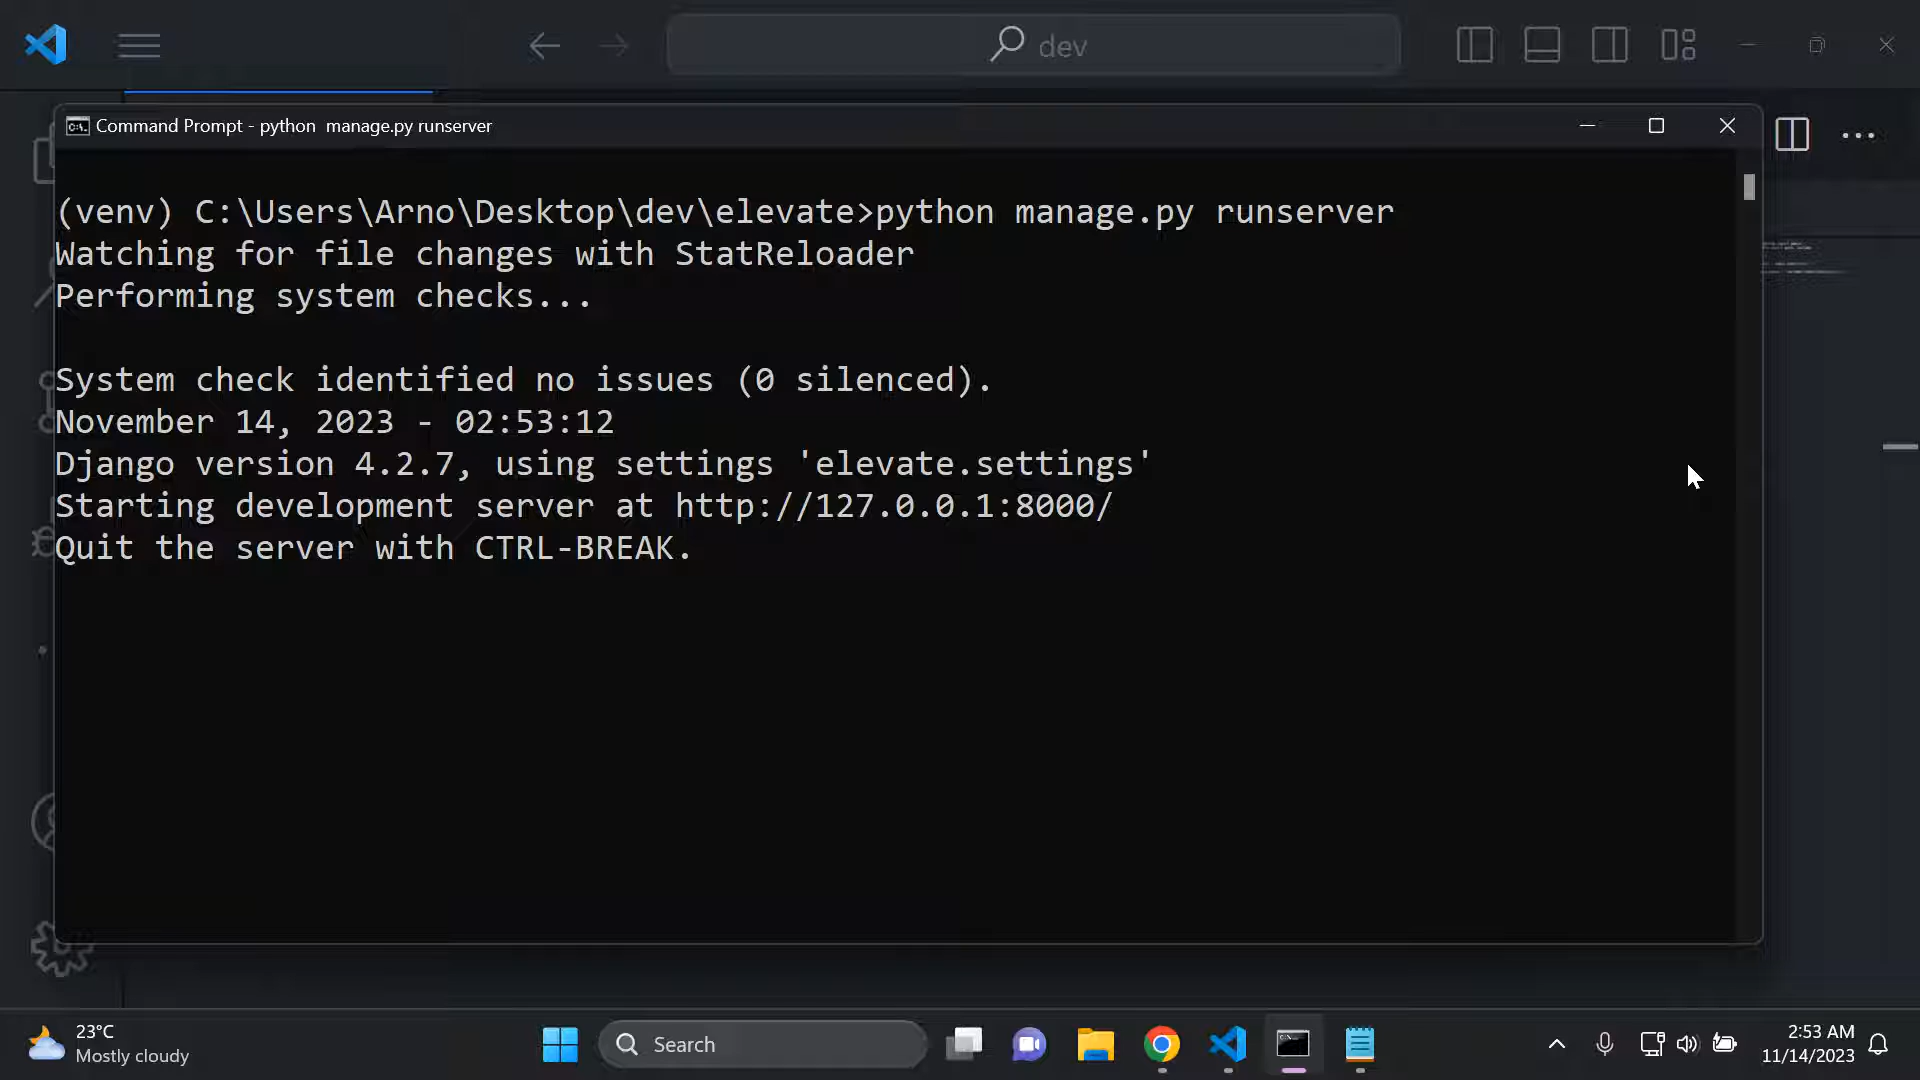 dev
Command Prompt - python  manage.py runserver
(venv) C:\Users\Arno\Desktop\dev\elevate>python manage.py runserver
Watching for file changes with StatReloader
Performing system checks...
System check identified no issues (0 silenced).
November 14, 2023 - 02:53:12
Django version 4.2.7, using settings 'elevate.settings'
Starting development server at http://127.0.0.1:8000/
Quit the server with CTRL-BREAK.
23°C
Mostly cloudy
Search
2:53 AM
11/14/2023